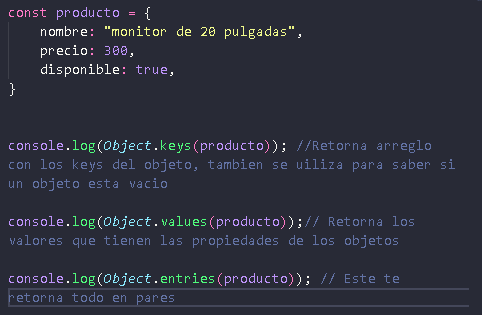 const producto = {
nombre: "monitor de 20 pulgadas",
precio: 300,
disponible: true,
}
console.log(Object.keys(producto)); //Retorna arreglo
con los keys del objeto, tambien se uiliza para saber si
un objeto esta vacio
console.log(Object.values(producto));// Retorna los
valores que tienen las propiedades de los objetos
console.log(Object.entries(producto)); // Este te
retorna todo en pares